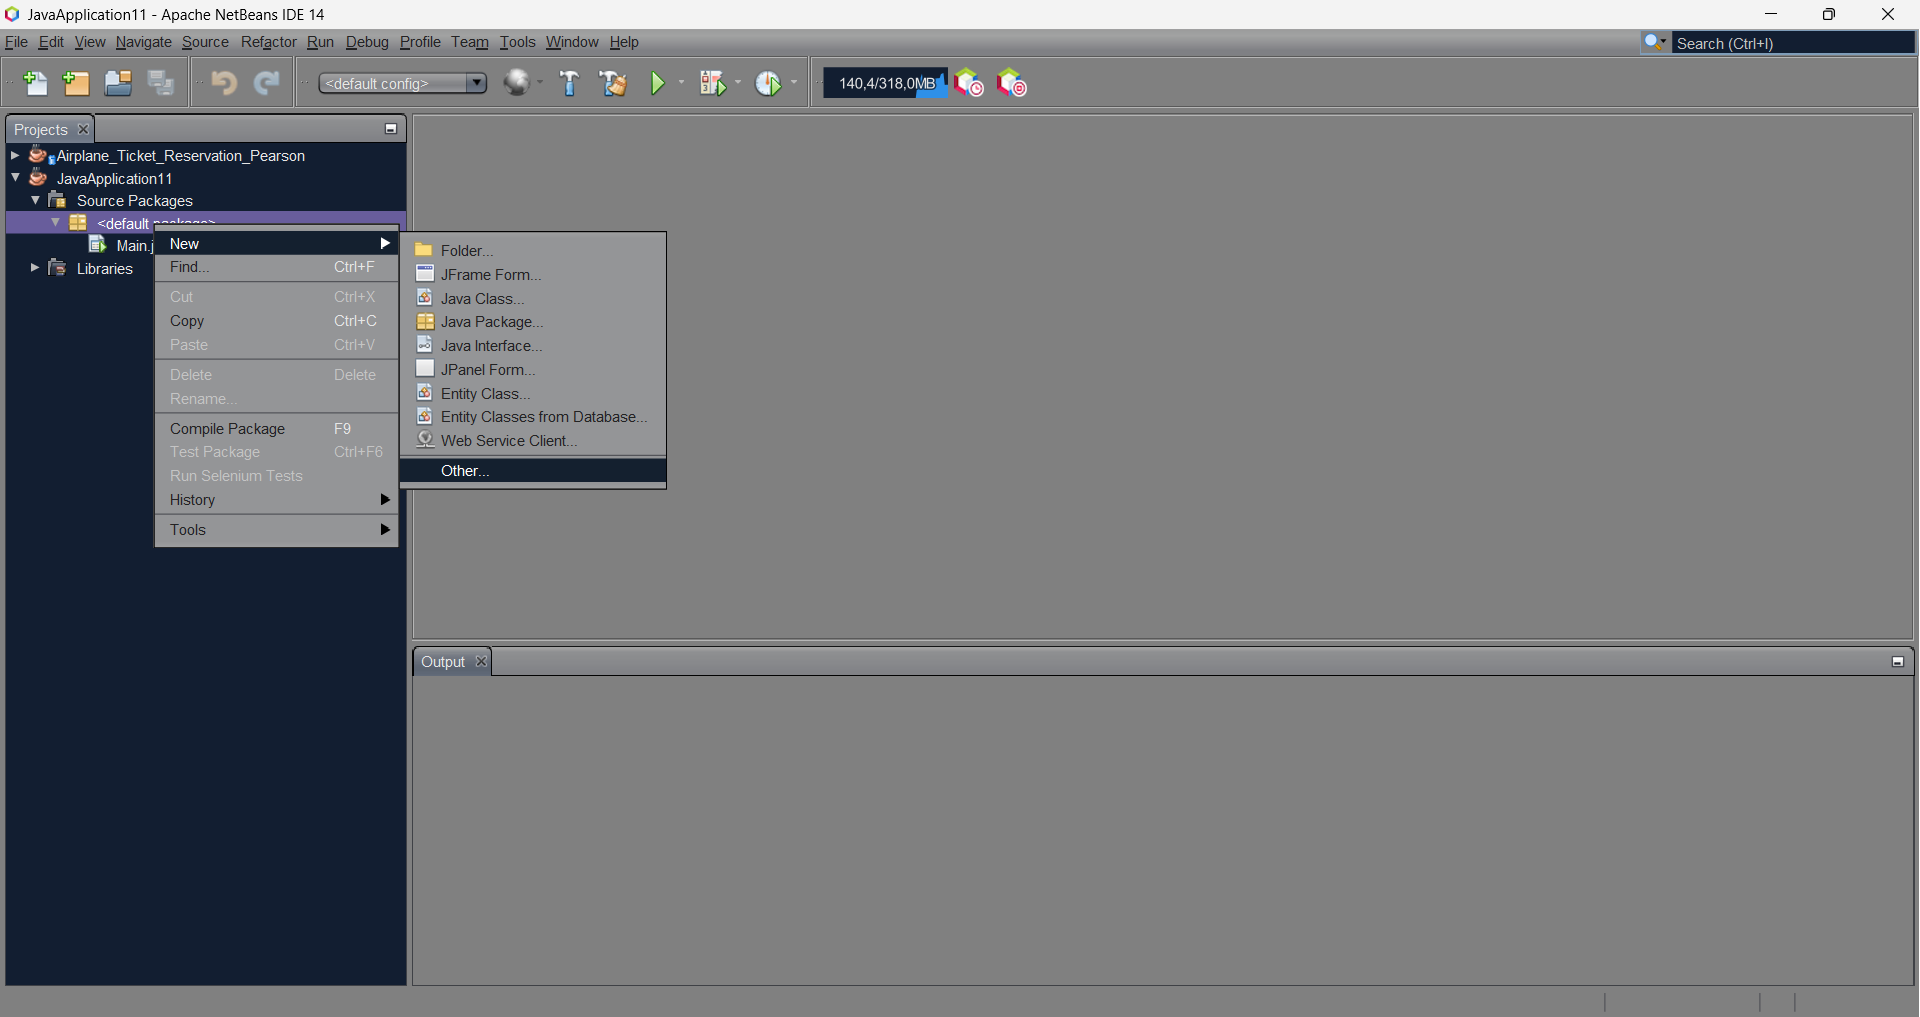 JavaApplication11 - Apache NetBeans IDE 14
File Edit View Navigate Source Refactor Run Debug Profile Team Tools Window Help
Search (Ctrl+I)
<default config>
140,4/318,0MB
Projects
Airplane_Ticket_Reservation_Pearson
JavaApplication11
Source Packages
<default package>
Main.j
Libraries
New
Find... Ctrl+F
Cut Ctrl+X
Copy Ctrl+C
Paste Ctrl+V
Delete Delete
Rename...
Compile Package F9
Test Package Ctrl+F6
Run Selenium Tests
History
Tools
Folder...
JFrame Form...
Java Class...
Java Package...
Java Interface...
JPanel Form...
Entity Class...
Entity Classes from Database...
Web Service Client...
Other...
Output